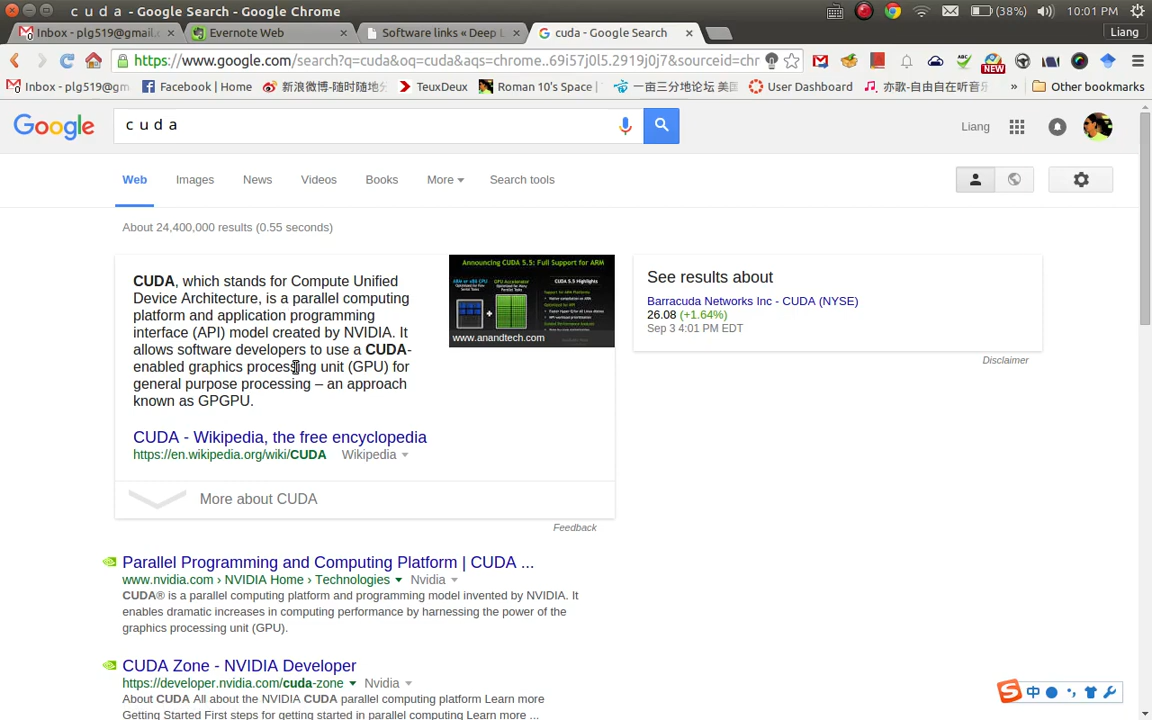 c u d a - Google Search - Google Chrome
(38%)
10:01 PM
Inbox - plg519@gmail.c
Evernote Web
Software links « Deep L
cuda - Google Search
Liang
https://www.google.com/search?q=cuda&oq=cuda&aqs=chrome..69i57j0l5.2919j0j7&sourceid=chr
NEW
Inbox - plg519@gm
Facebook | Home
新浪微博-随时随地
TeuxDeux
Roman 10's Space |
一亩三分地论坛 美国
User Dashboard
亦歌-自由自在听音乐
»
Other bookmarks
Google
c u d a
Liang
Web
Images
News
Videos
Books
More
Search tools
About 24,400,000 results (0.55 seconds)
CUDA, which stands for Compute Unified
Device Architecture, is a parallel computing
platform and application programming
interface (API) model created by NVIDIA. It
allows software developers to use a CUDA-
enabled graphics processing unit (GPU) for
general purpose processing – an approach
known as GPGPU.
Announcing CUDA 5.5: Full Support for ARM
CUDA 5.5 Highlights
www.anandtech.com
CUDA - Wikipedia, the free encyclopedia
https://en.wikipedia.org/wiki/CUDA Wikipedia
More about CUDA
Feedback
See results about
Barracuda Networks Inc - CUDA (NYSE)
26.08 (+1.64%)
Sep 3 4:01 PM EDT
Disclaimer
Parallel Programming and Computing Platform | CUDA ...
www.nvidia.com › NVIDIA Home › Technologies Nvidia
CUDA® is a parallel computing platform and programming model invented by NVIDIA. It
enables dramatic increases in computing performance by harnessing the power of the
graphics processing unit (GPU).
CUDA Zone - NVIDIA Developer
https://developer.nvidia.com/cuda-zone Nvidia
About CUDA All about the NVIDIA CUDA parallel computing platform Learn more
Getting Started First steps for getting started in parallel computing Learn more ...
S 中